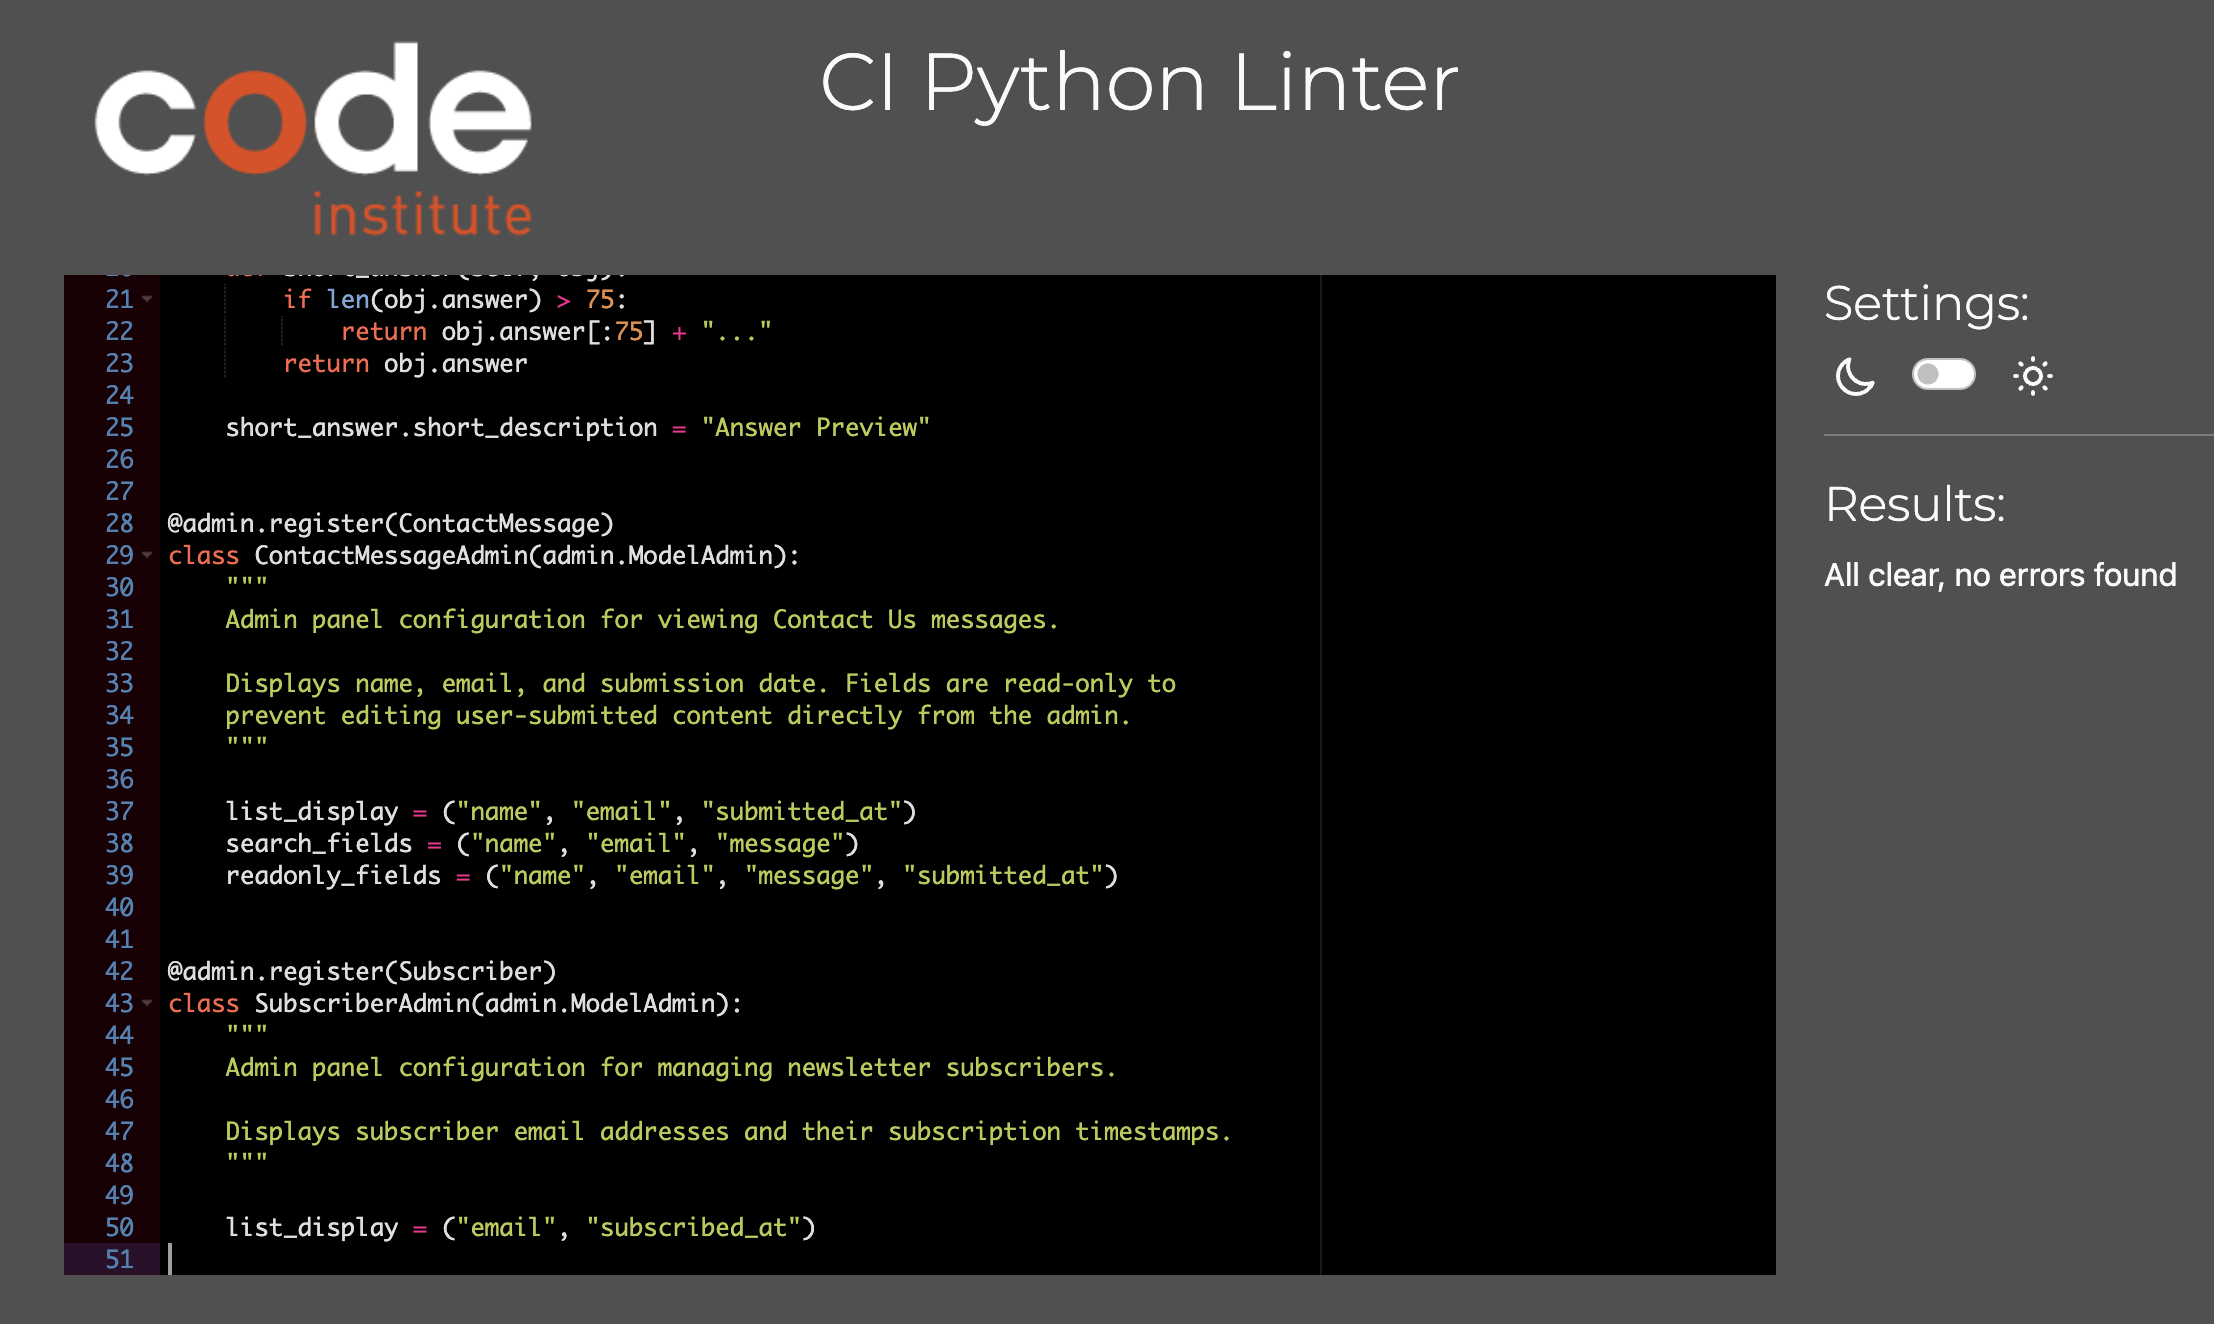 code
institute
CI Python Linter
21 if len(obj.answer) > 75:
22 return obj.answer[:75] + "..."
23 return obj.answer
24
25 short_answer.short_description = "Answer Preview"
26
27
28 @admin.register(ContactMessage)
29 class ContactMessageAdmin(admin.ModelAdmin):
30 """
31 Admin panel configuration for viewing Contact Us messages.
32
33 Displays name, email, and submission date. Fields are read-only to
34 prevent editing user-submitted content directly from the admin.
35 """
36
37 list_display = ("name", "email", "submitted_at")
38 search_fields = ("name", "email", "message")
39 readonly_fields = ("name", "email", "message", "submitted_at")
40
41
42 @admin.register(Subscriber)
43 class SubscriberAdmin(admin.ModelAdmin):
44 """
45 Admin panel configuration for managing newsletter subscribers.
46
47 Displays subscriber email addresses and their subscription timestamps.
48 """
49
50 list_display = ("email", "subscribed_at")
51
Settings:
Results:
All clear, no errors found